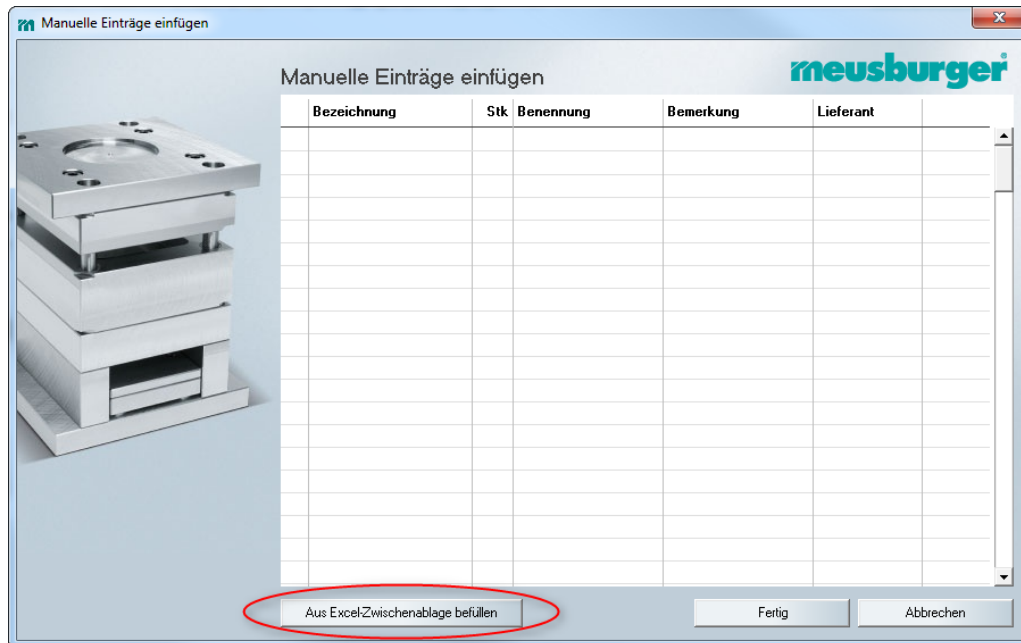 Manuelle Einträge einfügen
meusburger
Manuelle Einträge einfügen
Bezeichnung Stk Benennung Bemerkung Lieferant
Aus Excel-Zwischenablage befüllen Fertig Abbrechen